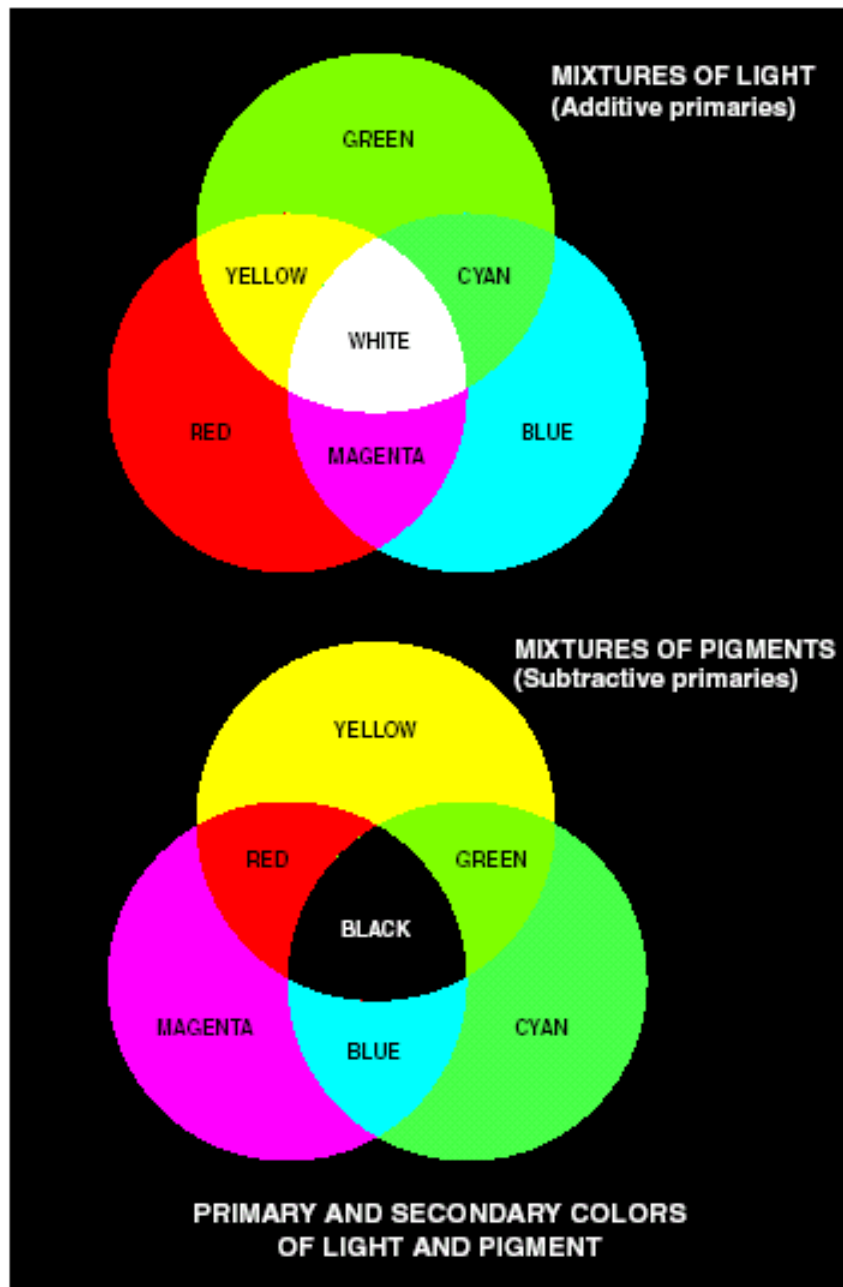 MIXTURES OF LIGHT
(Additive primaries)
GREEN
YELLOW
CYAN
WHITE
RED
BLUE
MAGENTA
MIXTURES OF PIGMENTS
(Subtractive primaries)
YELLOW
RED
GREEN
BLACK
MAGENTA
CYAN
BLUE
PRIMARY AND SECONDARY COLORS
OF LIGHT AND PIGMENT